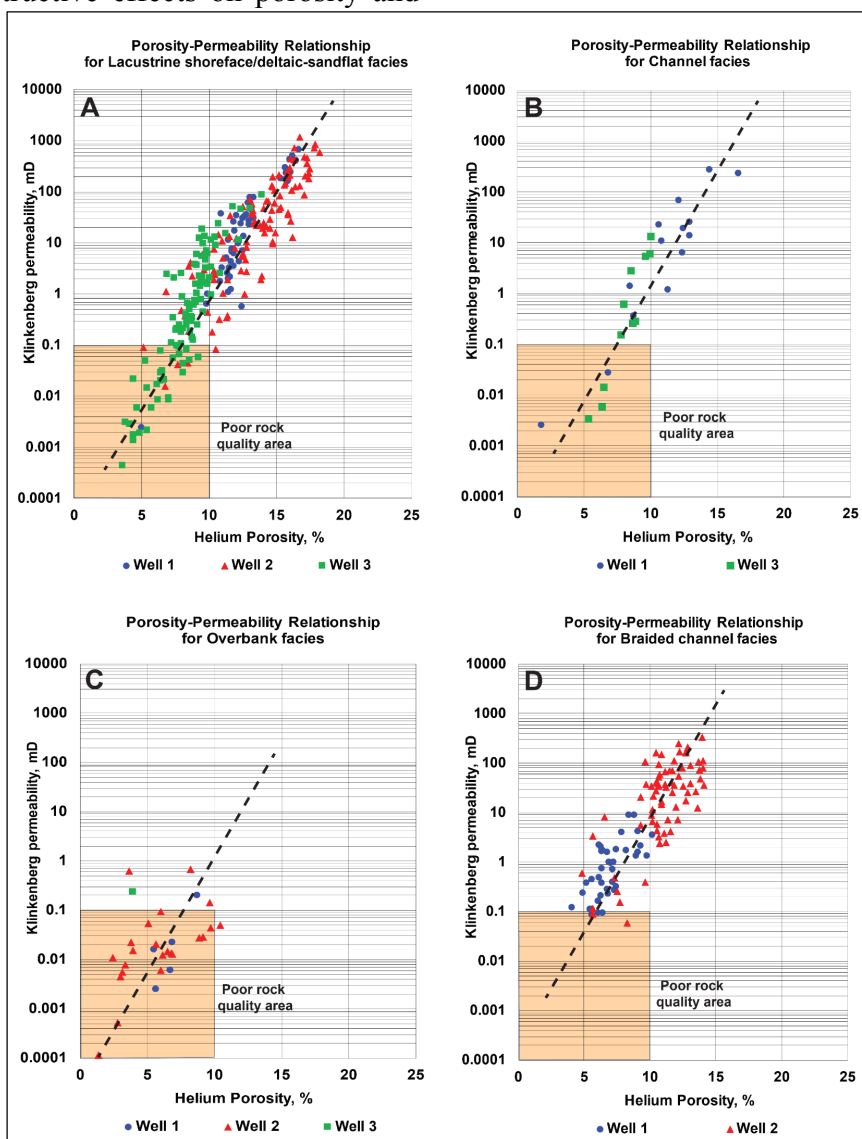 tructive effects on porosity and
Porosity-Permeability Relationship
for Lacustrine shoreface/deltaic-sandflat facies
A
Klinkenberg permeability, mD
10000
1000
100
10
1
0.1
0.01
0.001
0.0001
Poor rock
quality area
0 5 10 15 20 25
Helium Porosity, %
Well 1 Well 2 Well 3
Porosity-Permeability Relationship
for Channel facies
B
Klinkenberg permeability, mD
10000
1000
100
10
1
0.1
0.01
0.001
0.0001
Poor rock
quality area
0 5 10 15 20 25
Helium Porosity, %
Well 1 Well 3
Porosity-Permeability Relationship
for Overbank facies
C
Klinkenberg permeability, mD
10000
1000
100
10
1
0.1
0.01
0.001
0.0001
Poor rock
quality area
0 5 10 15 20 25
Helium Porosity, %
Well 1 Well 2 Well 3
Porosity-Permeability Relationship
for Braided channel facies
D
Klinkenberg permeability, mD
10000
1000
100
10
1
0.1
0.01
0.001
0.0001
Poor rock
quality area
0 5 10 15 20 25
Helium Porosity, %
Well 1 Well 2